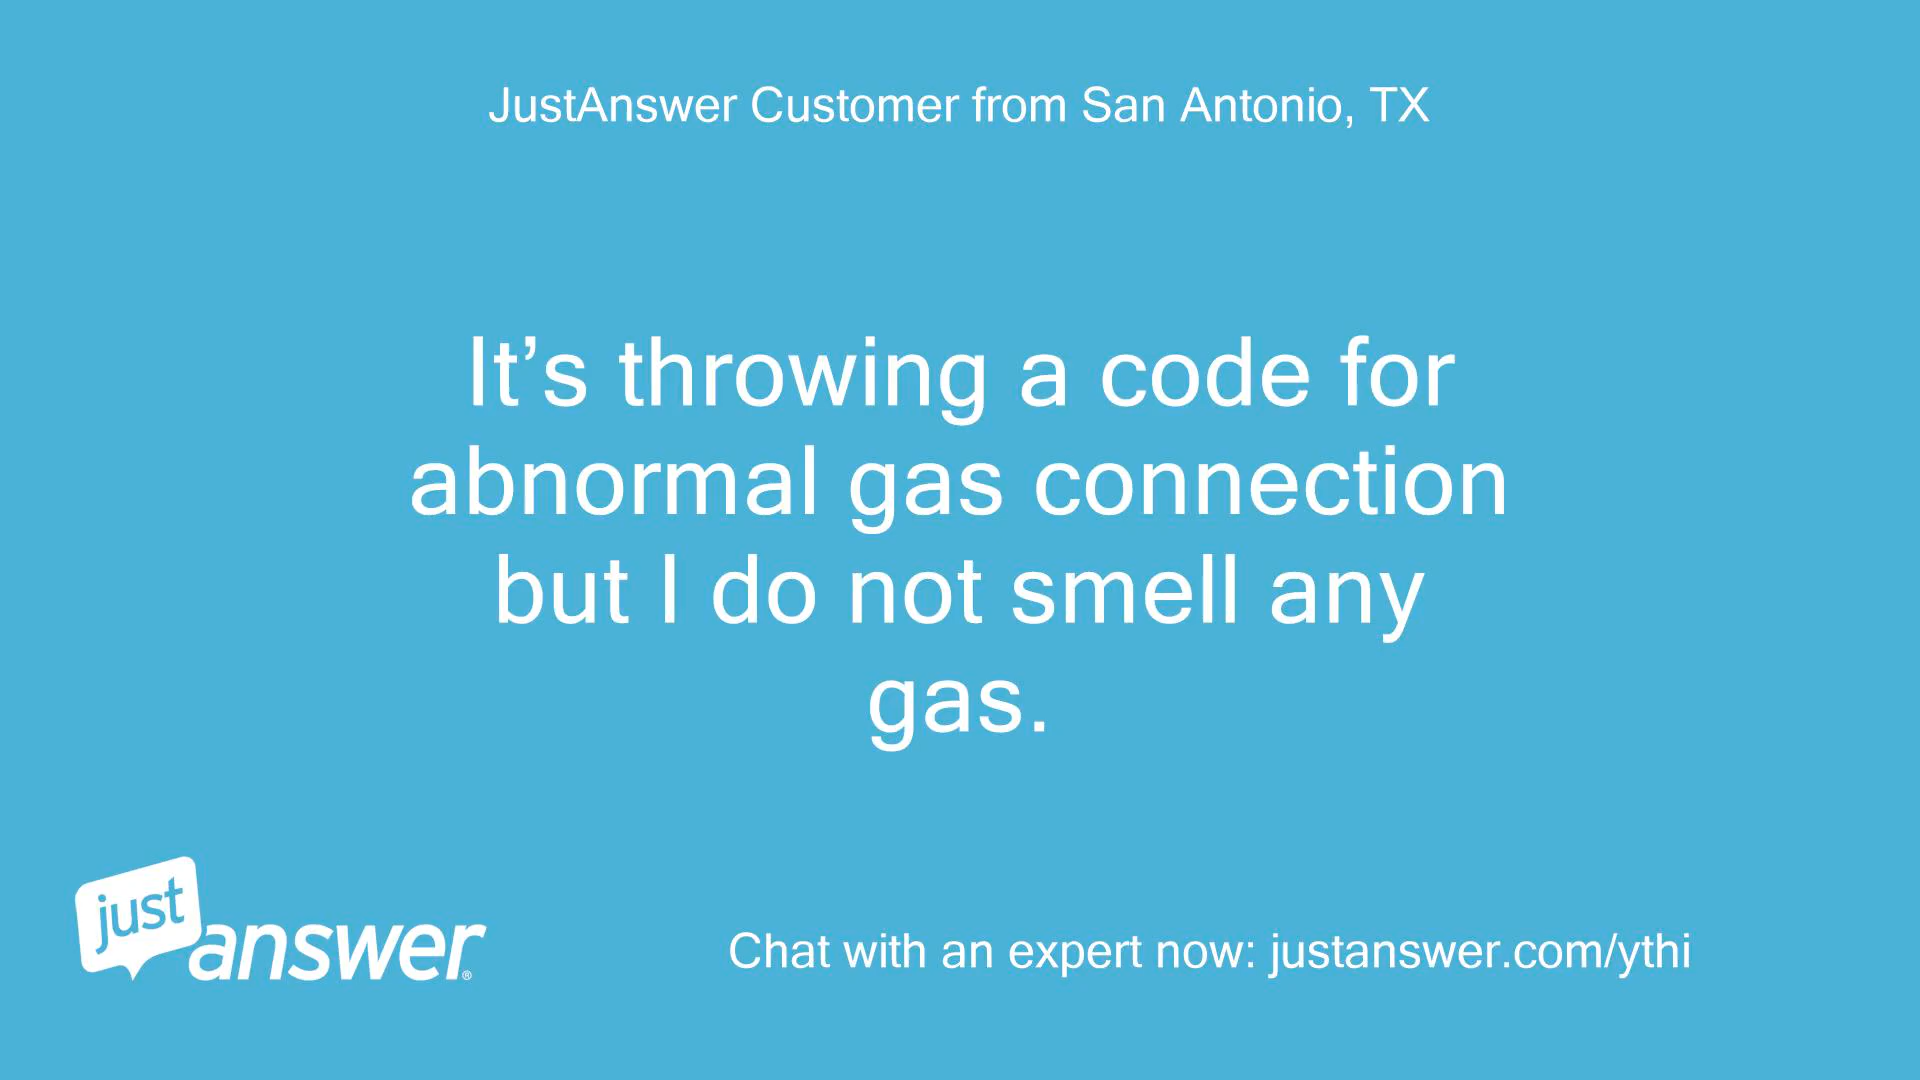 JustAnswer Customer from San Antonio, TX
It’s throwing a code for
abnormal gas connection
but I do not smell any
gas.
just
answer®
Chat with an expert now: justanswer.com/ythi